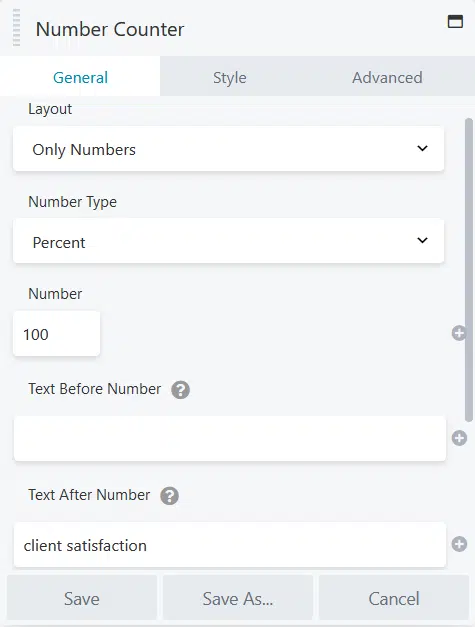 Number Counter
General Style Advanced
Layout
Only Numbers
Number Type
Percent
Number
100
Text Before Number ?
Text After Number ?
client satisfaction
Save Save As... Cancel